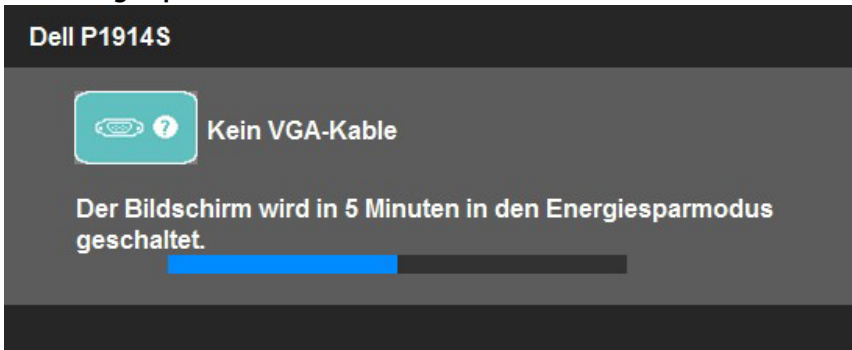 Dell P1914S
? Kein VGA-Kable
Der Bildschirm wird in 5 Minuten in den Energiesparmodus
geschaltet.